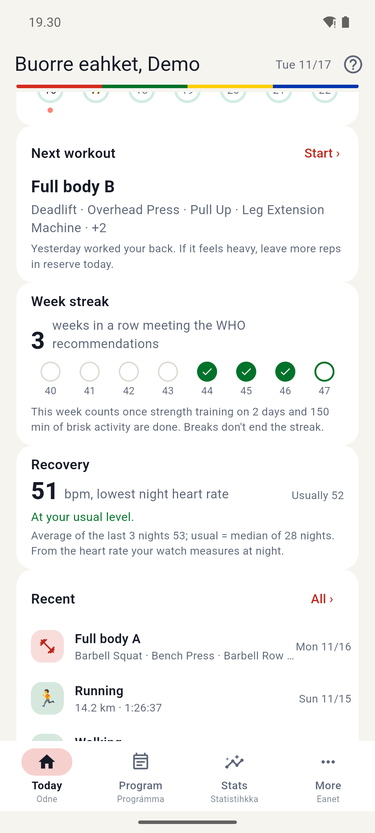 19.30
Buorre eahket, Demo
Tue 11/17
Next workout
Start ›
Full body B
Deadlift · Overhead Press · Pull Up · Leg Extension
Machine · +2
Yesterday worked your back. If it feels heavy, leave more reps
in reserve today.
Week streak
3 weeks in a row meeting the WHO
recommendations
40 41 42 43 44 45 46 47
This week counts once strength training on 2 days and 150
min of brisk activity are done. Breaks don't end the streak.
Recovery
51 bpm, lowest night heart rate
Usually 52
At your usual level.
Average of the last 3 nights 53; usual = median of 28 nights.
From the heart rate your watch measures at night.
Recent
All ›
Full body A
Mon 11/16
Barbell Squat · Bench Press · Barbell Row …
Running
Sun 11/15
14.2 km · 1:26:37
Today Program Stats More
Odne Prográmma Statistihkka Eanet